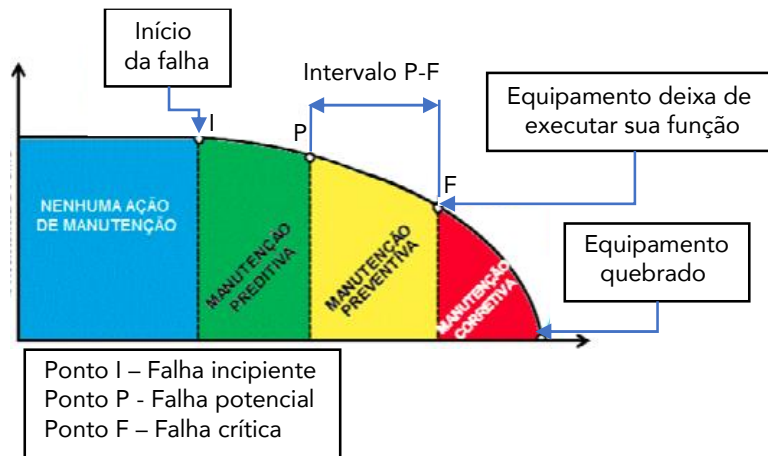 Início
da falha
Intervalo P-F
Equipamento deixa de
executar sua função
I
P
F
NENHUMA AÇÃO
DE MANUTENÇÃO
MANUTENÇÃO
PREDITIVA
MANUTENÇÃO
PREVENTIVA
MANUTENÇÃO
CORRETIVA
Equipamento
quebrado
Ponto I – Falha incipiente
Ponto P - Falha potencial
Ponto F – Falha crítica